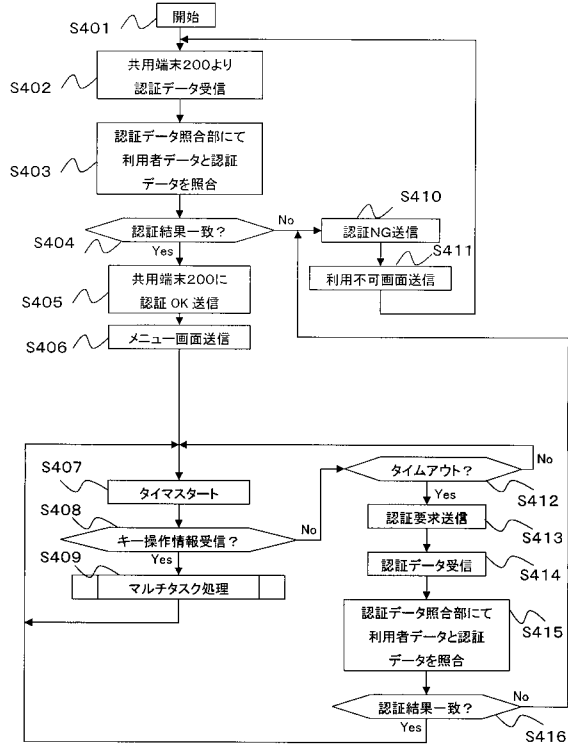 S401
開始
S402
共用端末200より
認証データ受信
S403
認証データ照合部にて
利用者データと認証
データを照合
S404
認証結果一致？
No
Yes
S410
認証NG送信
S411
利用不可画面送信
S405
共用端末200に
認証 OK 送信
S406
メニュー画面送信
S407
タイマスタート
S408
キー操作情報受信？
No
Yes
S409
マルチタスク処理
タイムアウト？
No
S412
Yes
認証要求送信
S413
認証データ受信
S414
認証データ照合部にて
利用者データと認証
データを照合
S415
認証結果一致？
No
Yes
S416